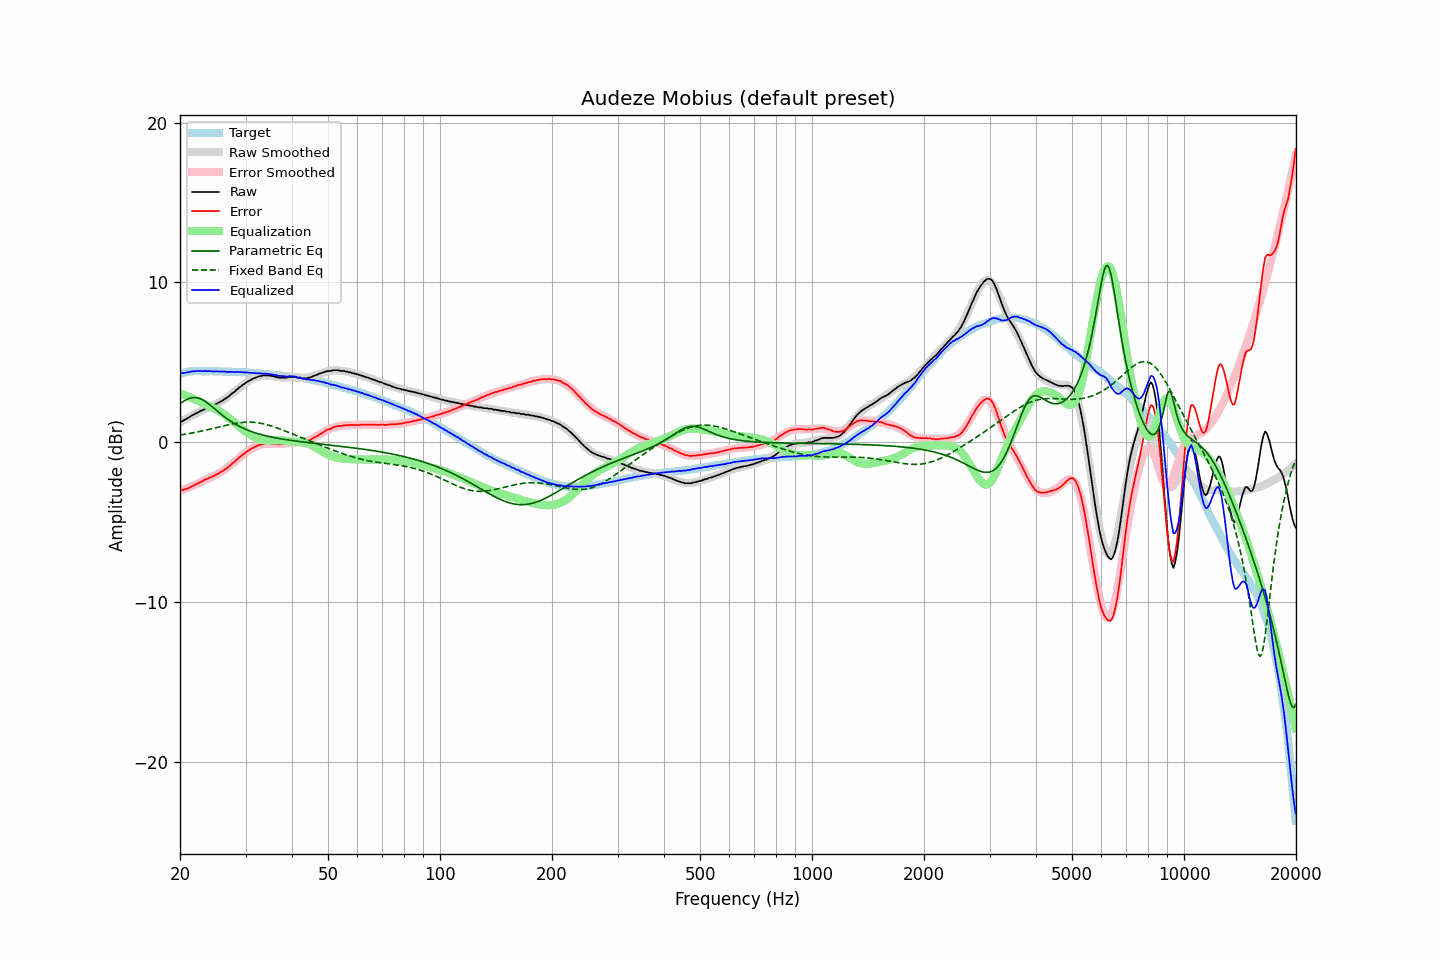 Audeze Mobius (default preset)
Target
Raw Smoothed
Error Smoothed
Raw
Error
Equalization
Parametric Eq
Fixed Band Eq
Equalized
20
10
0
−10
−20
Amplitude (dBr)
20 50 100 200 500 1000 2000 5000 10000 20000
Frequency (Hz)